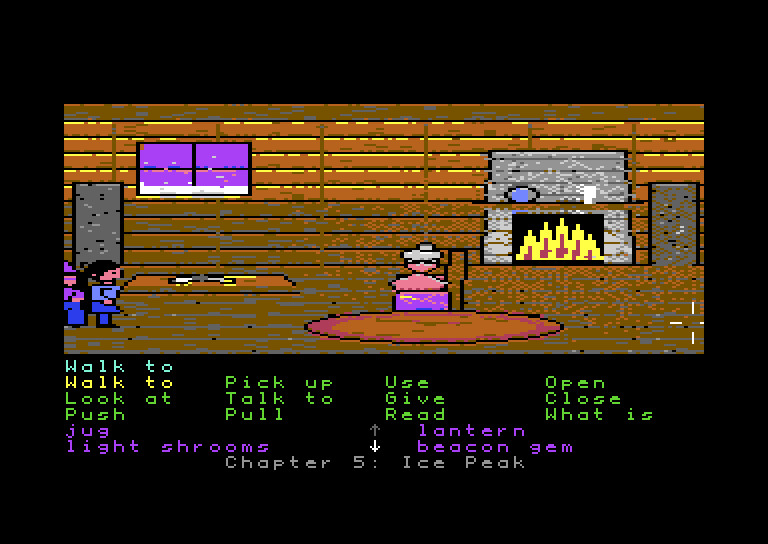 Walk to
Walk to Pick up Use Open
Look at Talk to Give Close
Push Pull Read What is
jug ↑ lantern
light shrooms ↓ beacon gem
Chapter 5: Ice Peak